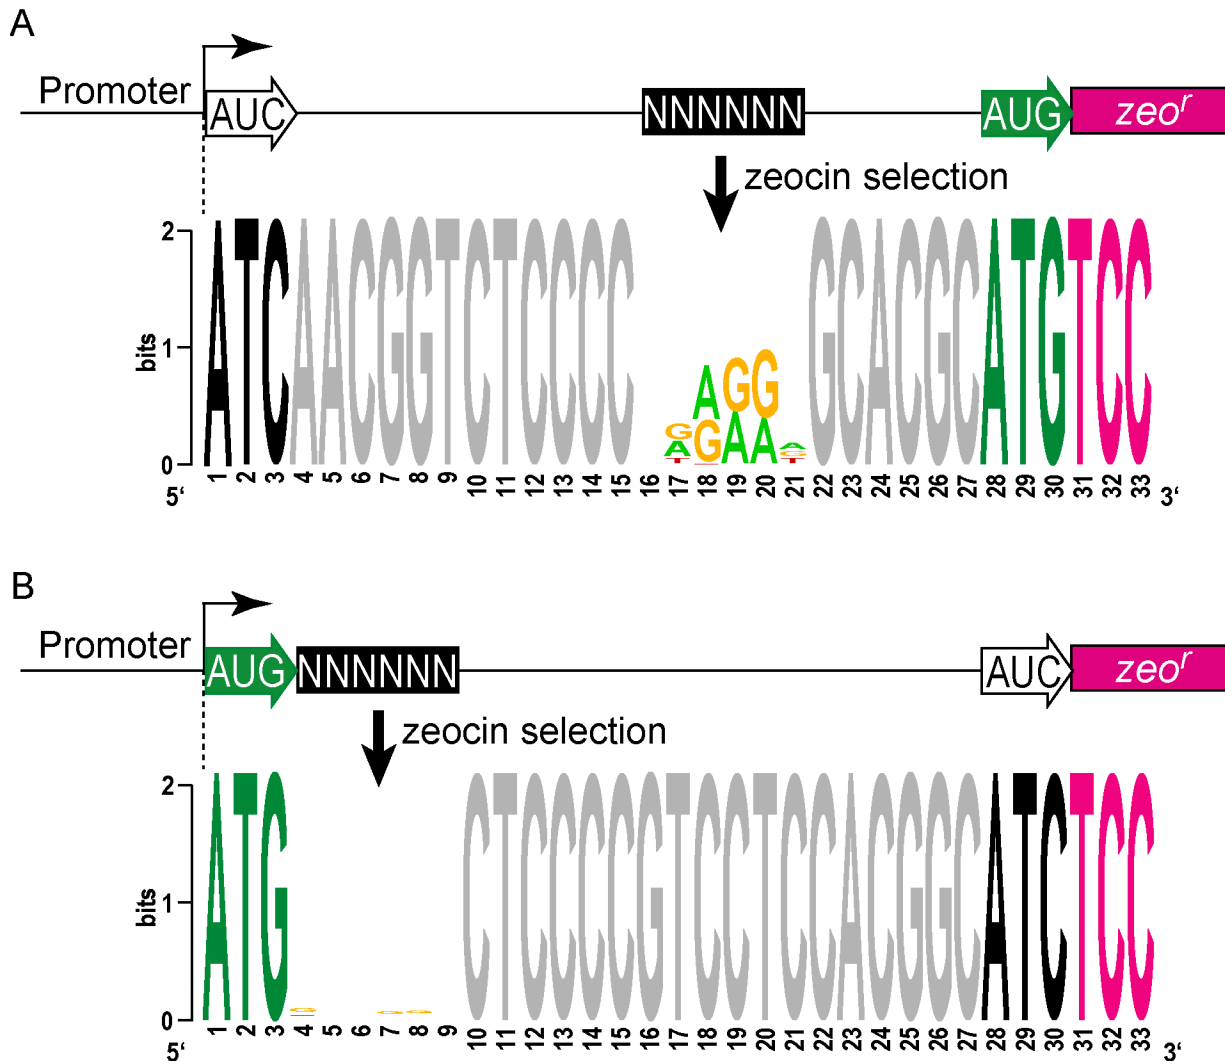 A
Promoter AUC NNNNNN AUG zeoʳ
zeocin selection
2
1
0
bits
ATCAACGGTCTCCCC GAGGA AGAAG ATGT GCACGCATGTCC
5‘ 1 2 3 4 5 6 7 8 9 10 11 12 13 14 15 16 17 18 19 20 21 22 23 24 25 26 27 28 29 30 31 32 33 3‘
B
Promoter AUG NNNNNN AUC zeoʳ
zeocin selection
2
1
0
bits
ATG CTCCCCGTCCTCCACGGCATCTCC
5‘ 1 2 3 4 5 6 7 8 9 10 11 12 13 14 15 16 17 18 19 20 21 22 23 24 25 26 27 28 29 30 31 32 33 3‘